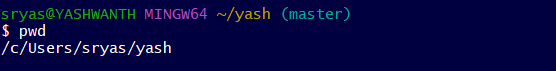 sryas@YASHWANTH MINGW64 ~/yash (master)
$ pwd
/c/Users/sryas/yash